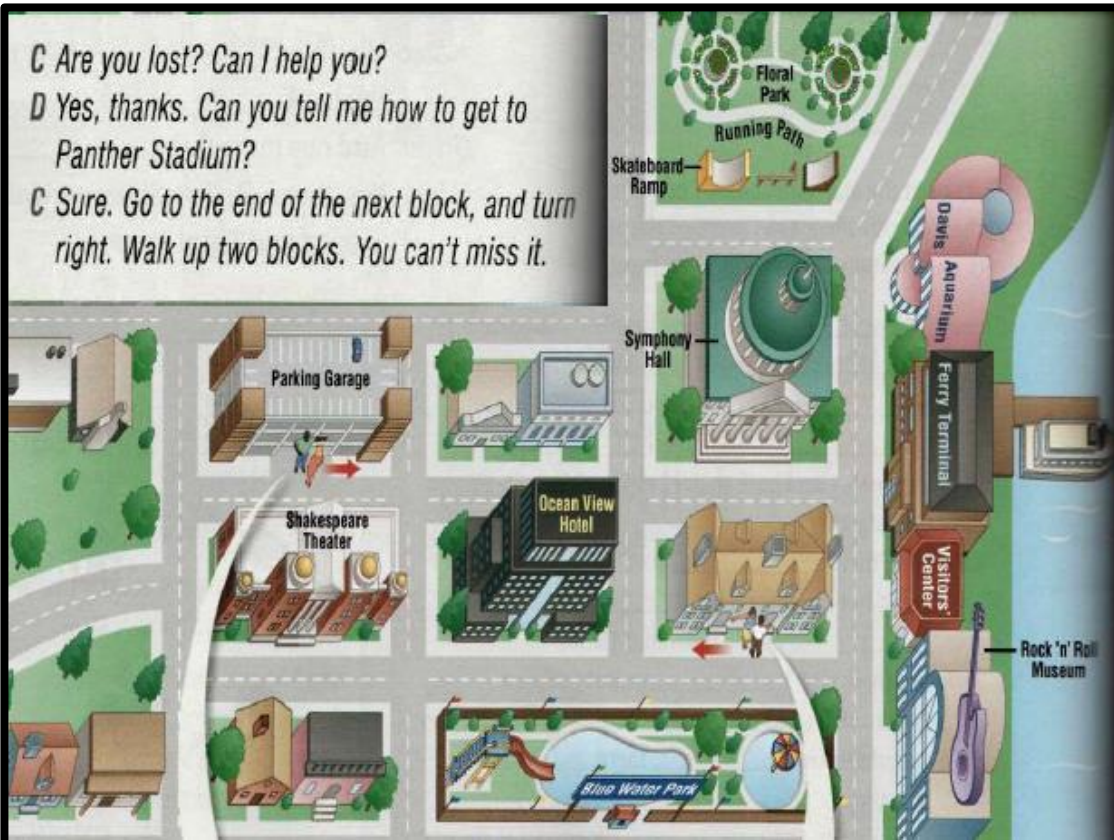 C Are you lost? Can I help you?
D Yes, thanks. Can you tell me how to get to
Panther Stadium?
C Sure. Go to the end of the next block, and turn
right. Walk up two blocks. You can't miss it.
Floral
Park
Running Path
Skateboard
Ramp
Davis
Aquarium
Symphony
Hall
Parking Garage
Ferry Terminal
Ocean View
Hotel
Shakespeare
Theater
Visitors'
Center
Rock 'n' Roll
Museum
Blue Water Park